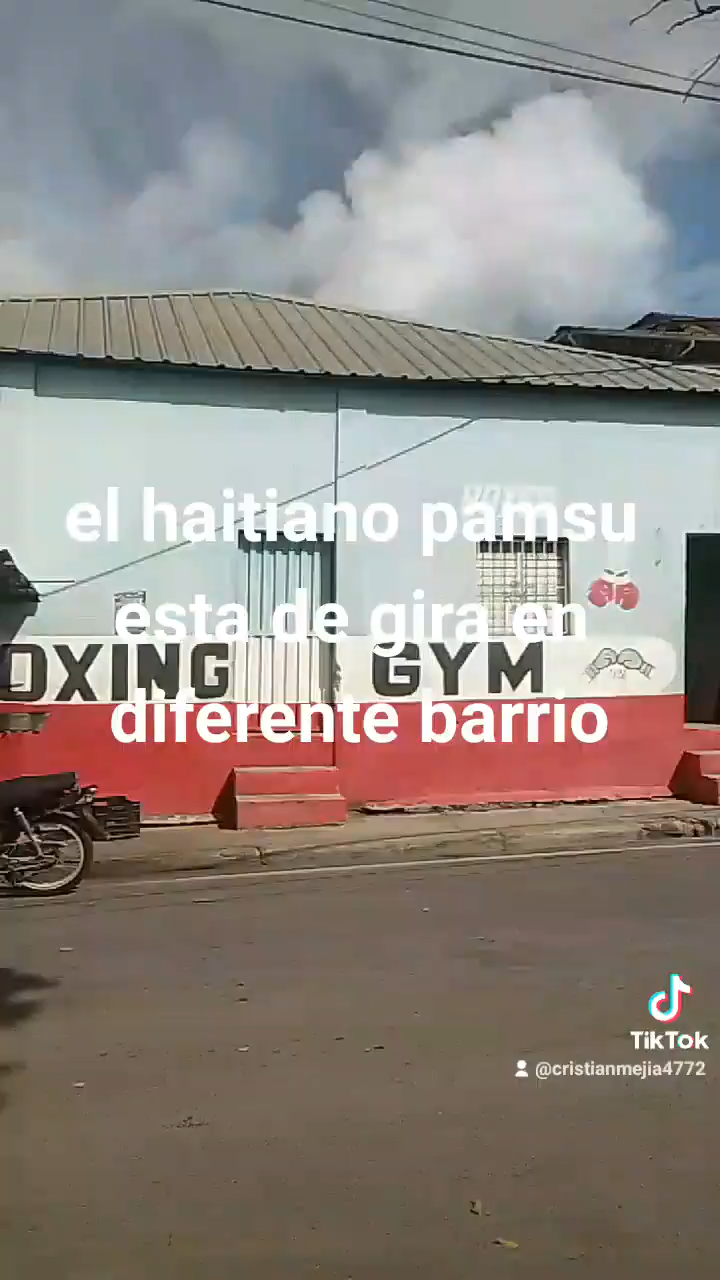 el haitiano pamsu
esta de gira en
diferente barrio
OXING GYM
TikTok
@cristianmejia4772